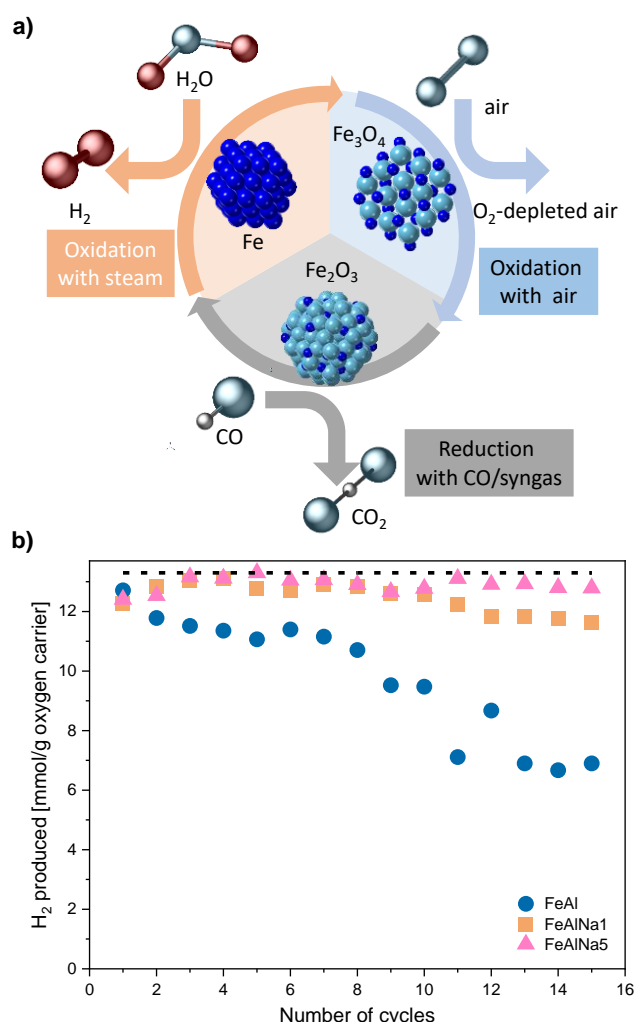 a)
H₂O
H₂
Fe
Fe₃O₄
air
O₂-depleted air
Oxidation
with steam
Fe₂O₃
Oxidation
with air
CO
CO₂
Reduction
with CO/syngas
b)
H₂ produced [mmol/g oxygen carrier]
12
10
8
6
4
2
0
FeAl
FeAlNa1
FeAlNa5
0 2 4 6 8 10 12 14 16
Number of cycles